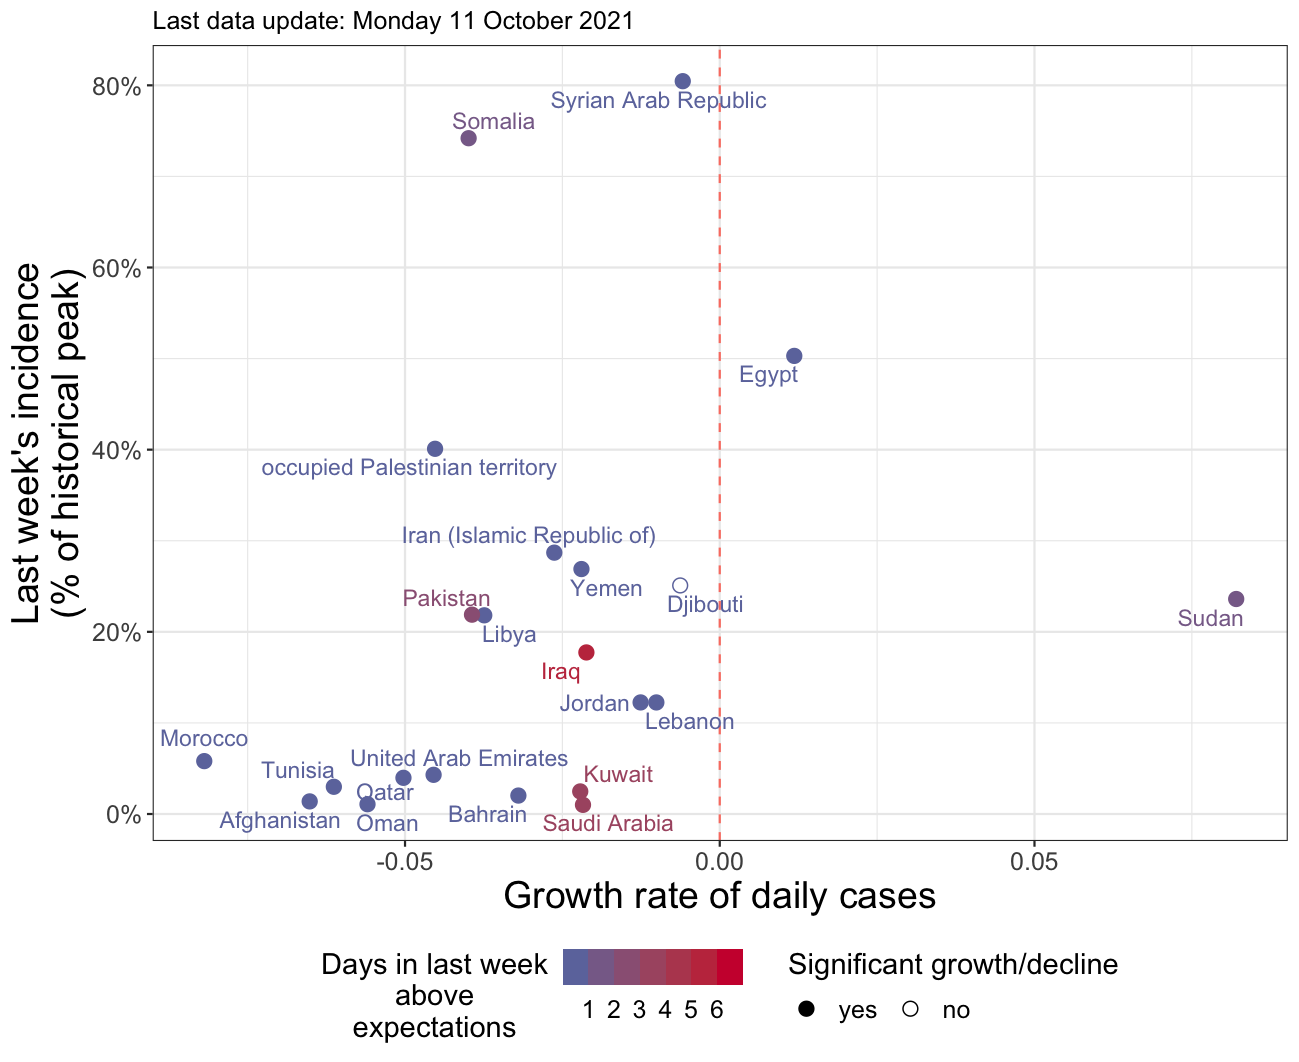 Last data update: Monday 11 October 2021
80%
60%
40%
20%
0%
Last week's incidence
(% of historical peak)
Syrian Arab Republic
Somalia
Egypt
occupied Palestinian territory
Iran (Islamic Republic of)
Yemen
Djibouti
Pakistan
Sudan
Libya
Iraq
Jordan
Lebanon
Morocco
United Arab Emirates
Tunisia
Kuwait
Qatar
Bahrain
Afghanistan
Oman
Saudi Arabia
-0.05 0.00 0.05
Growth rate of daily cases
Days in last week
above
expectations
1 2 3 4 5 6
Significant growth/decline
yes no